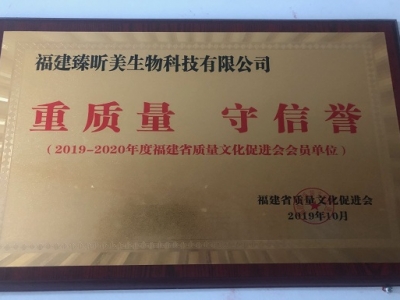 福建臻昕美生物科技有限公司
重质量 守信誉
(2019-2020年度福建省质量文化促进会会员单位)
福建省质量文化促进会
2019年10月